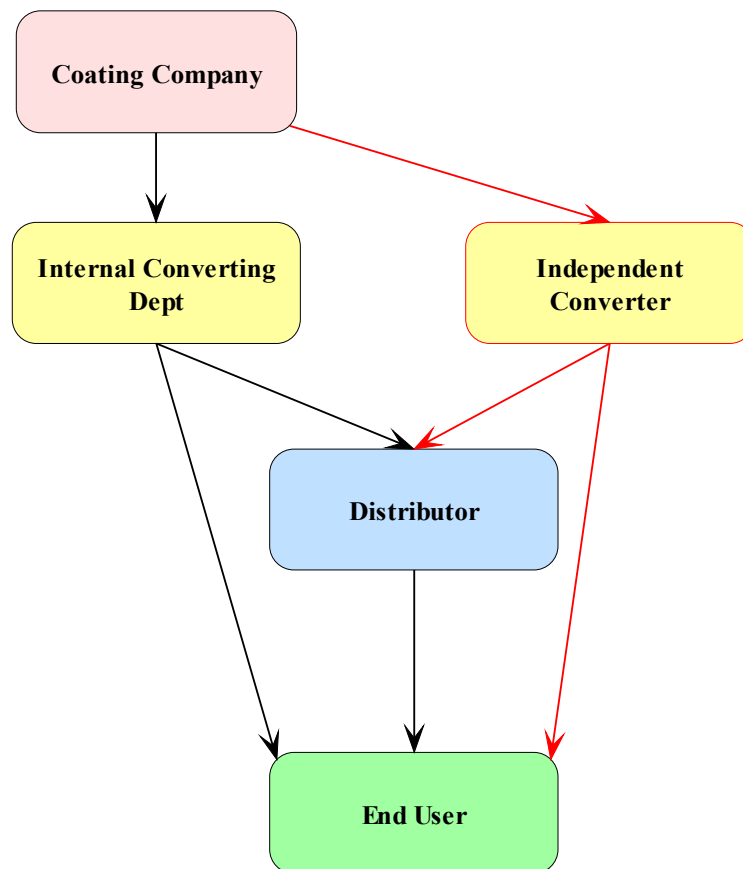 Coating Company
Internal Converting
Dept
Independent
Converter
Distributor
End User